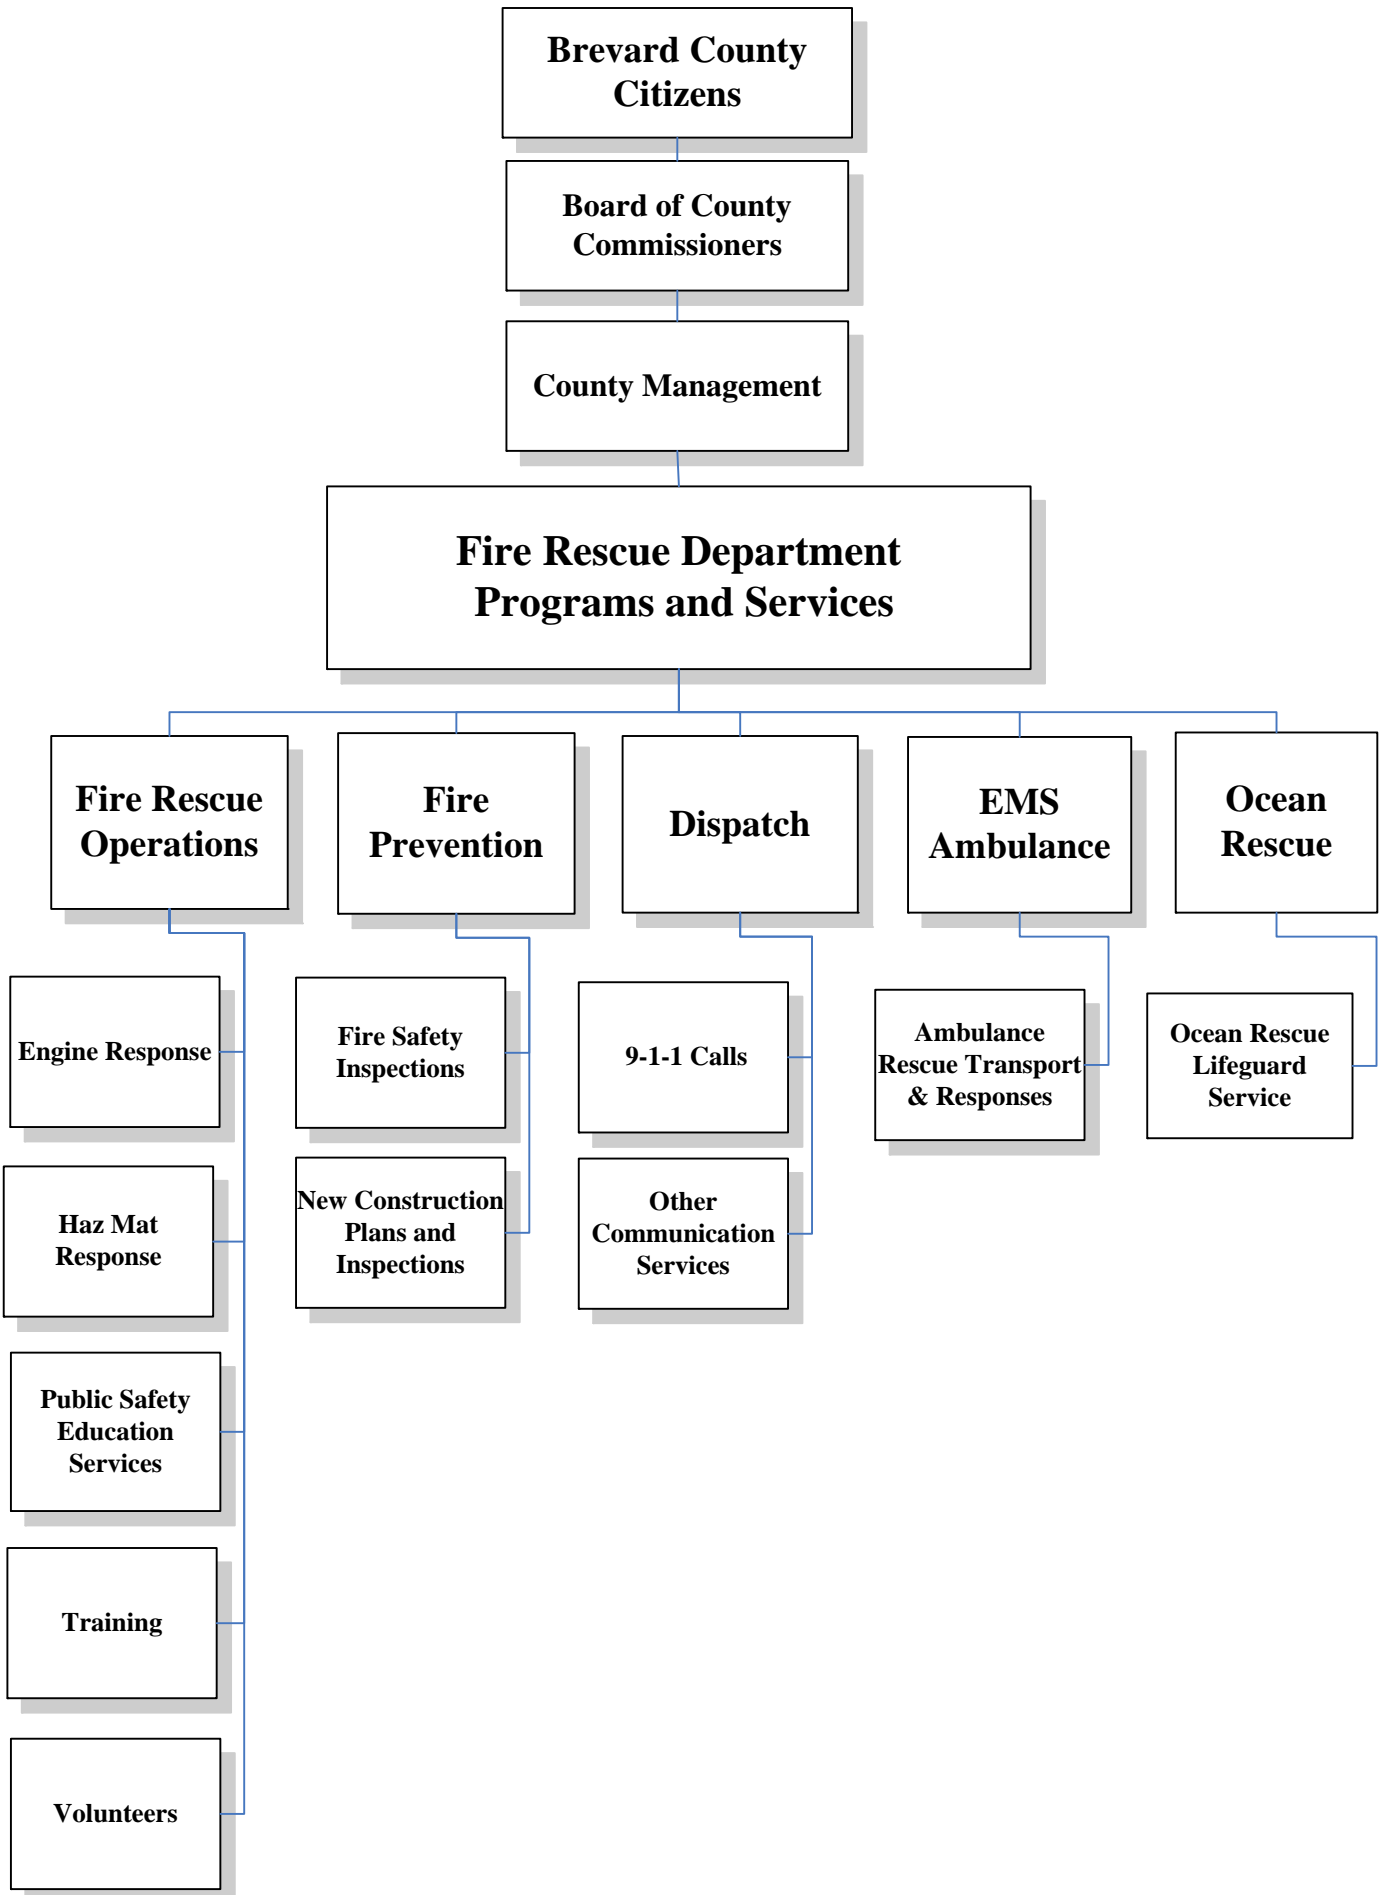 Brevard County
Citizens
Board of County
Commissioners
County Management
Fire Rescue Department
Programs and Services
Fire Rescue
Operations
Fire
Prevention
Dispatch
EMS
Ambulance
Ocean
Rescue
Engine Response
Haz Mat
Response
Public Safety
Education
Services
Training
Volunteers
Fire Safety
Inspections
New Construction
Plans and
Inspections
9-1-1 Calls
Other
Communication
Services
Ambulance
Rescue Transport
& Responses
Ocean Rescue
Lifeguard
Service